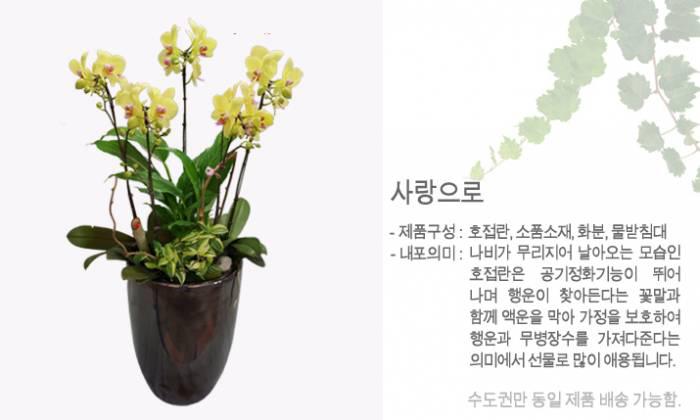 사랑으로
- 제품구성 : 호접란, 소품소재, 화분, 물받침대
- 내포의미 : 나비가 무리지어 날아오는 모습인
호접란은 공기정화기능이 뛰어
나며 행운이 찾아든다는 꽃말과
함께 액운을 막아 가정을 보호하여
행운과 무병장수를 가져다준다는
의미에서 선물로 많이 애용됩니다.
수도권만 동일 제품 배송 가능함.